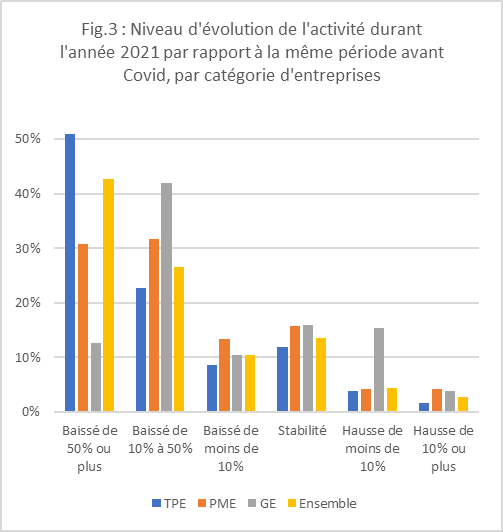 Fig.3 : Niveau d'évolution de l'activité durant
l'année 2021 par rapport à la même période avant
Covid, par catégorie d'entreprises
50%
40%
30%
20%
10%
0%
Baissé de
50% ou
plus
Baissé de
10% à 50%
Baissé de
moins de
10%
Stabilité
Hausse de
moins de
10%
Hausse de
10% ou
plus
TPE
PME
GE
Ensemble